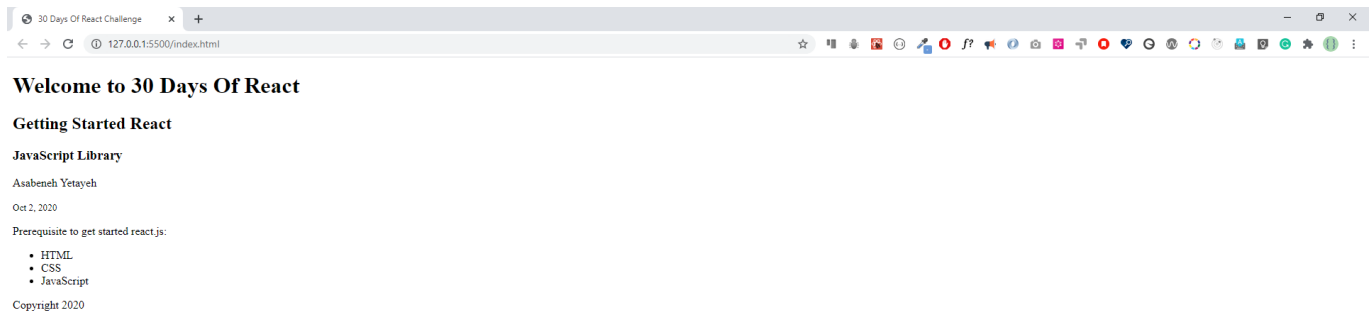 30 Days Of React Challenge
127.0.0.1:5500/index.html
f?
Welcome to 30 Days Of React
Getting Started React
JavaScript Library
Asabeneh Yetayeh
Oct 2, 2020
Prerequisite to get started react.js:
HTML
CSS
JavaScript
Copyright 2020